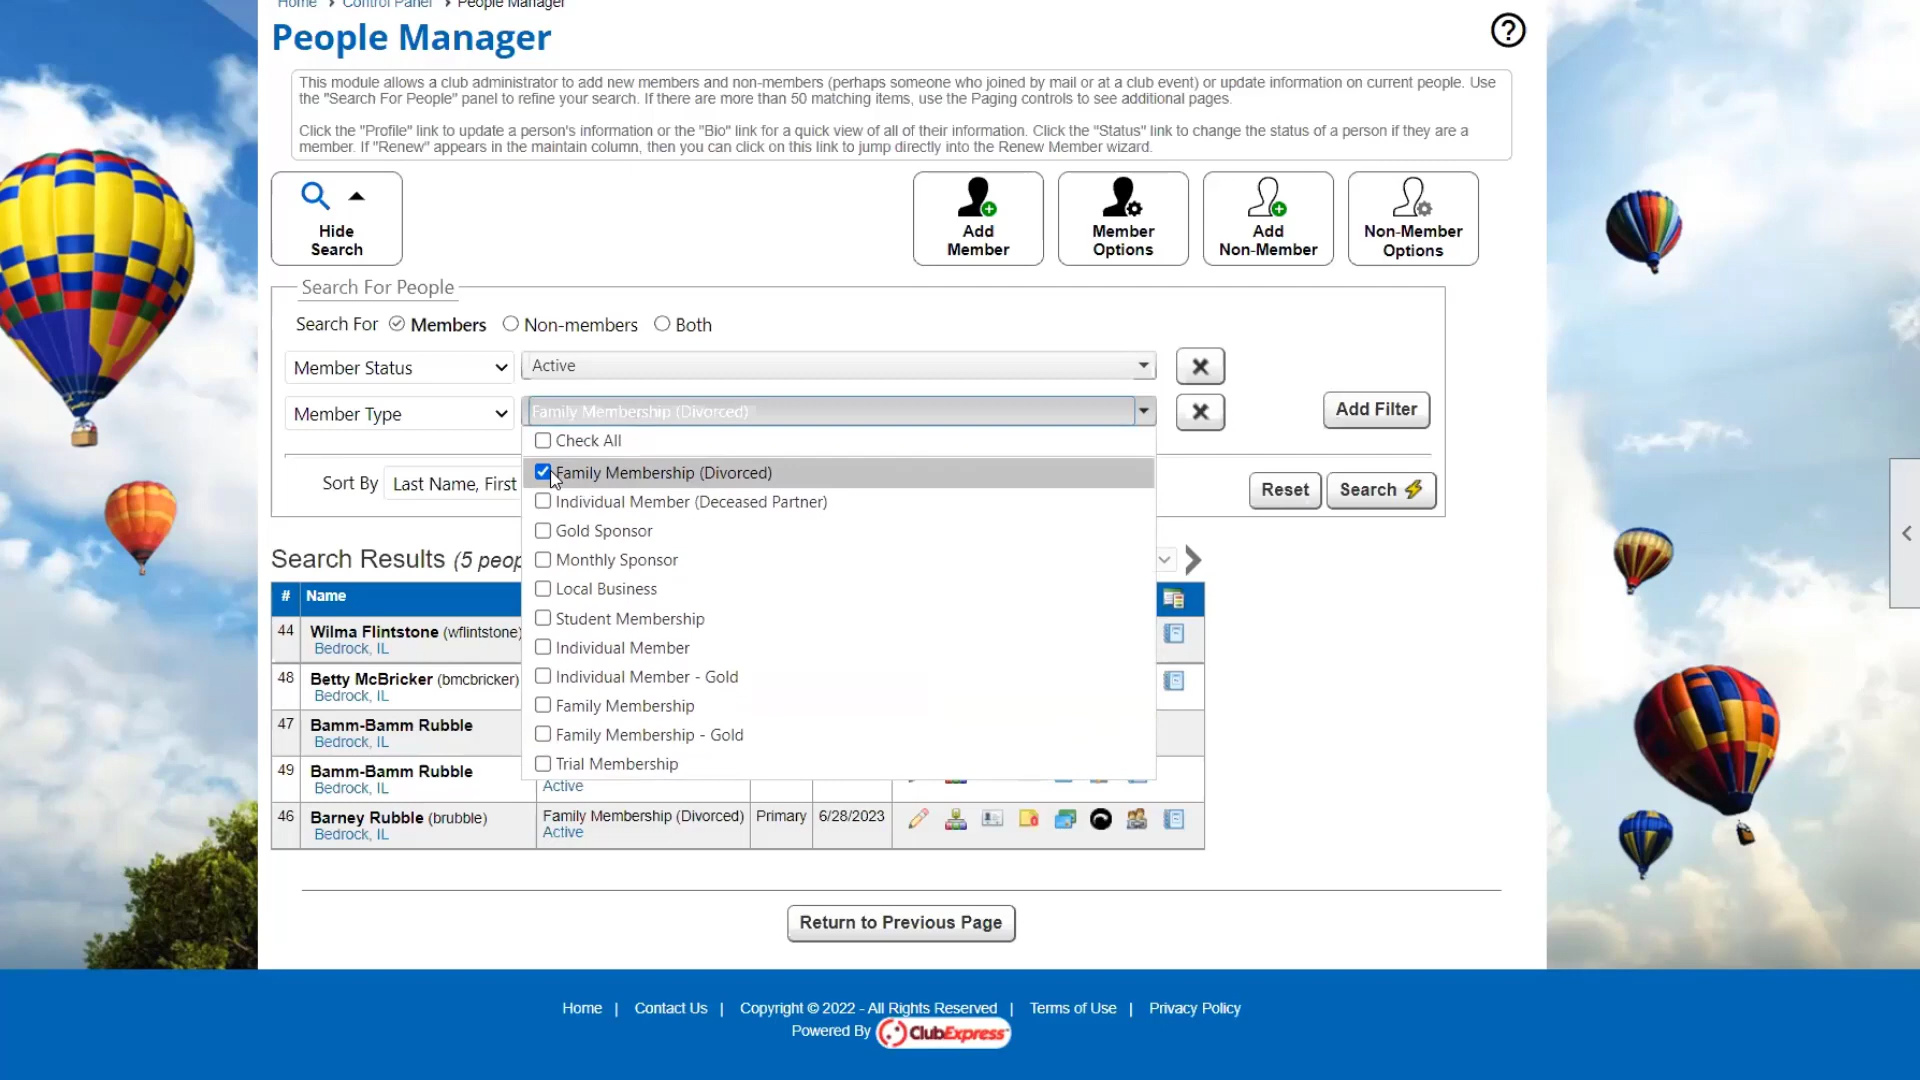 Home > Control Panel > People Manager
People Manager
This module allows a club administrator to add new members and non-members (perhaps someone who joined by mail or at a club event) or update information on current people. Use
the "Search For People" panel to refine your search. If there are more than 50 matching items, use the Paging controls to see additional pages.
Click the "Profile" link to update a person's information or the "Bio" link for a quick view of all of their information. Click the "Status" link to change the status of a person if they are a
member. If "Renew" appears in the maintain column, then you can click on this link to jump directly into the Renew Member wizard.
Hide
Search
Add
Member
Member
Options
Add
Non-Member
Non-Member
Options
Search For People
Search For Members Non-members Both
Member Status Active
Member Type Family Membership (Divorced) Add Filter
Check All
Family Membership (Divorced)
Individual Member (Deceased Partner)
Gold Sponsor
Monthly Sponsor
Local Business
Student Membership
Individual Member
Individual Member - Gold
Family Membership
Family Membership - Gold
Trial Membership
Sort By Last Name, First Reset Search
Search Results (5 peop
# Name
44 Wilma Flintstone (wflintstone)
Bedrock, IL
48 Betty McBricker (bmcbricker)
Bedrock, IL
47 Bamm-Bamm Rubble
Bedrock, IL
49 Bamm-Bamm Rubble
Bedrock, IL Active
46 Barney Rubble (brubble) Family Membership (Divorced) Primary 6/28/2023
Bedrock, IL Active
Return to Previous Page
Home | Contact Us | Copyright © 2022 - All Rights Reserved | Terms of Use | Privacy Policy
Powered By ClubExpress